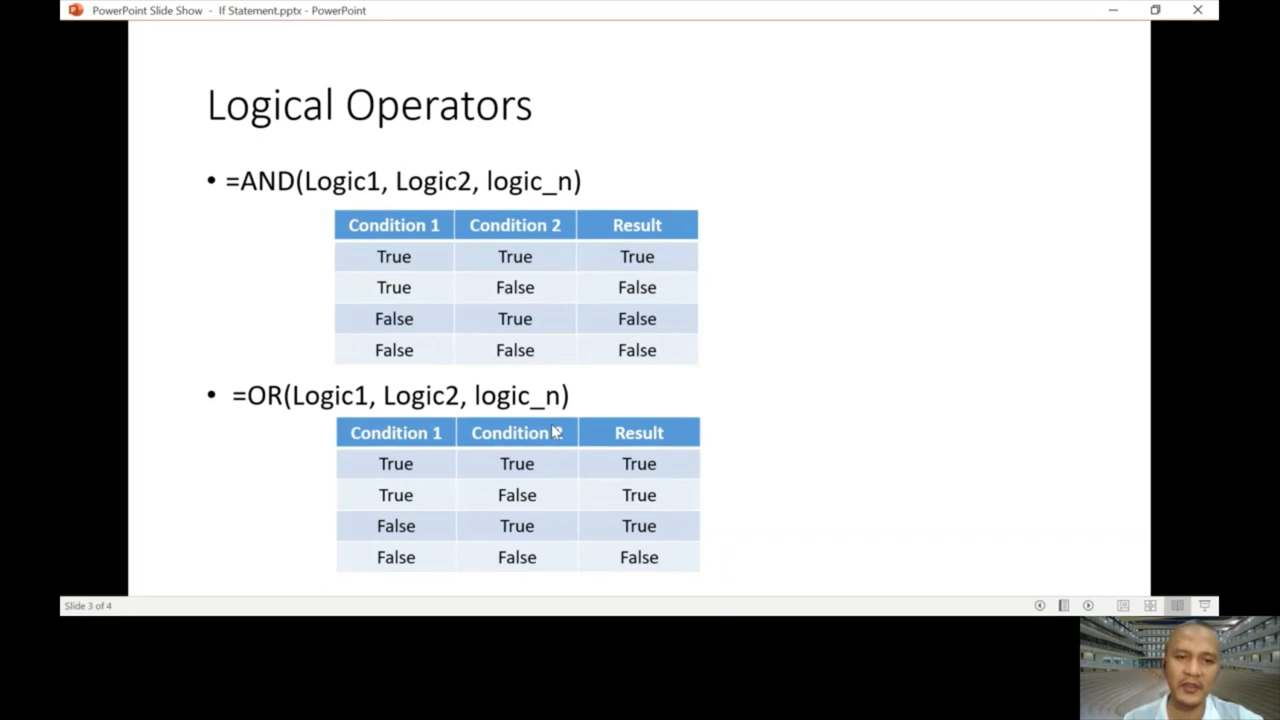 PowerPoint Slide Show - If Statement.pptx - PowerPoint
Logical Operators
• =AND(Logic1, Logic2, logic_n)
Condition 1 Condition 2 Result
True True True
True False False
False True False
False False False
• =OR(Logic1, Logic2, logic_n)
Condition 1 Condition Result
True True True
True False True
False True True
False False False
Slide 3 of 4